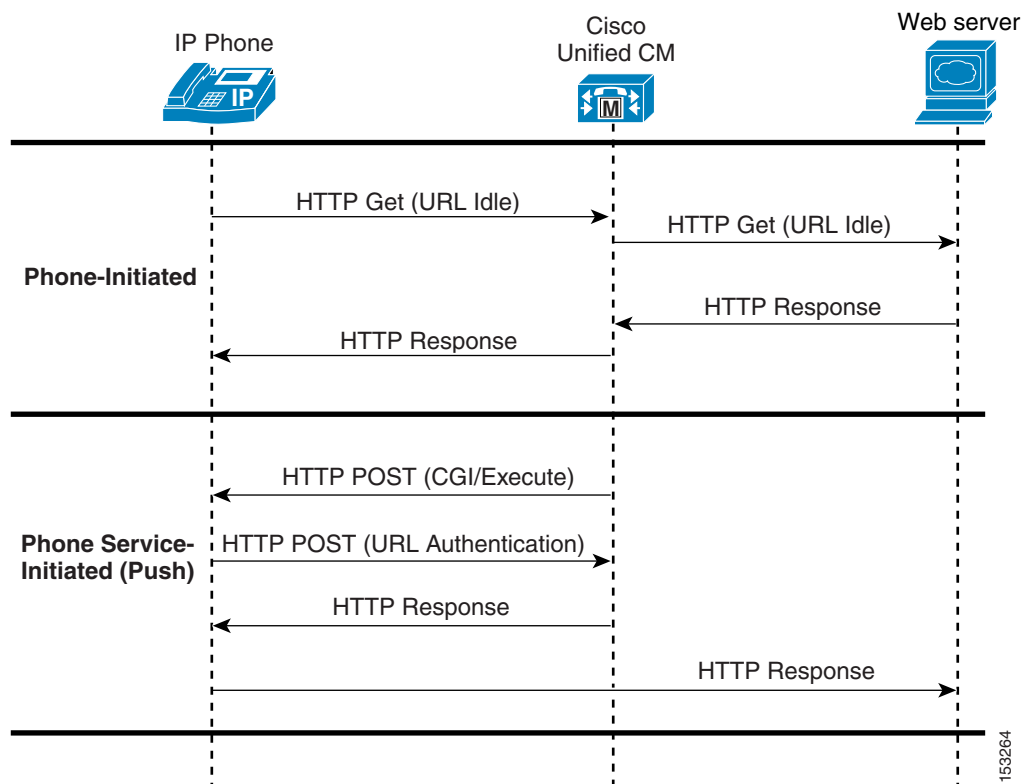 IP Phone
Cisco
Unified CM
Web server
IP
M
HTTP Get (URL Idle)
HTTP Get (URL Idle)
Phone-Initiated
HTTP Response
HTTP Response
HTTP POST (CGI/Execute)
Phone Service-
Initiated (Push)
HTTP POST (URL Authentication)
HTTP Response
HTTP Response
153264